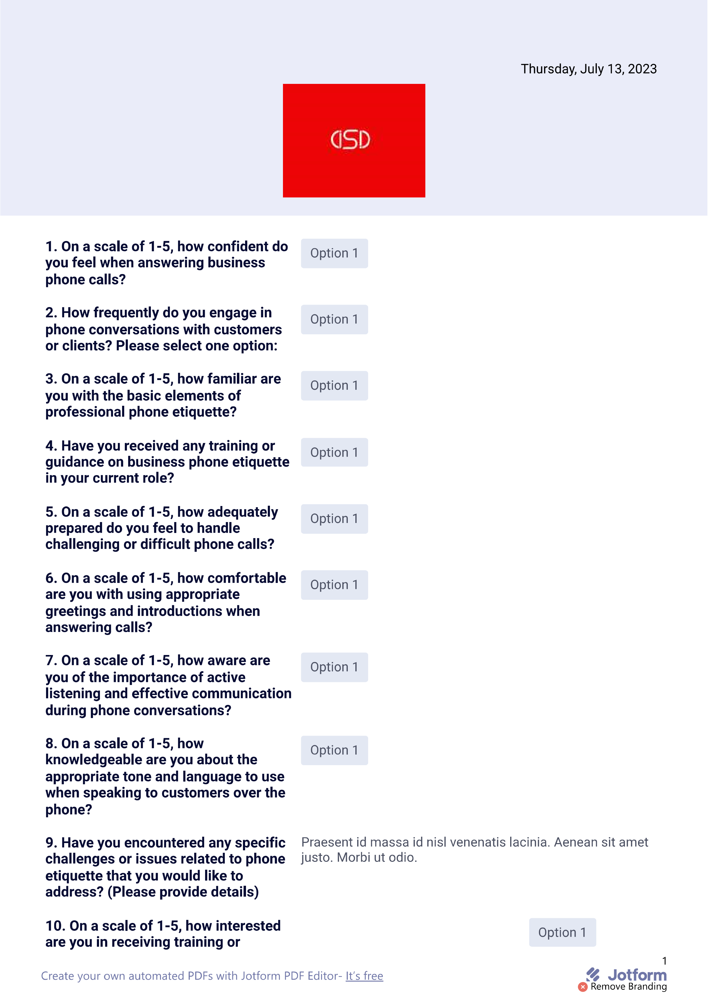 Thursday, July 13, 2023
DSD
1. On a scale of 1-5, how confident do
you feel when answering business
phone calls?
Option 1
2. How frequently do you engage in
phone conversations with customers
or clients? Please select one option:
Option 1
3. On a scale of 1-5, how familiar are
you with the basic elements of
professional phone etiquette?
Option 1
4. Have you received any training or
guidance on business phone etiquette
in your current role?
Option 1
5. On a scale of 1-5, how adequately
prepared do you feel to handle
challenging or difficult phone calls?
Option 1
6. On a scale of 1-5, how comfortable
are you with using appropriate
greetings and introductions when
answering calls?
Option 1
7. On a scale of 1-5, how aware are
you of the importance of active
listening and effective communication
during phone conversations?
Option 1
8. On a scale of 1-5, how
knowledgeable are you about the
appropriate tone and language to use
when speaking to customers over the
phone?
Option 1
9. Have you encountered any specific
challenges or issues related to phone
etiquette that you would like to
address? (Please provide details)
Praesent id massa id nisl venenatis lacinia. Aenean sit amet
justo. Morbi ut odio.
10. On a scale of 1-5, how interested
are you in receiving training or
Option 1
1
Create your own automated PDFs with Jotform PDF Editor- It's free
Jotform
Remove Branding